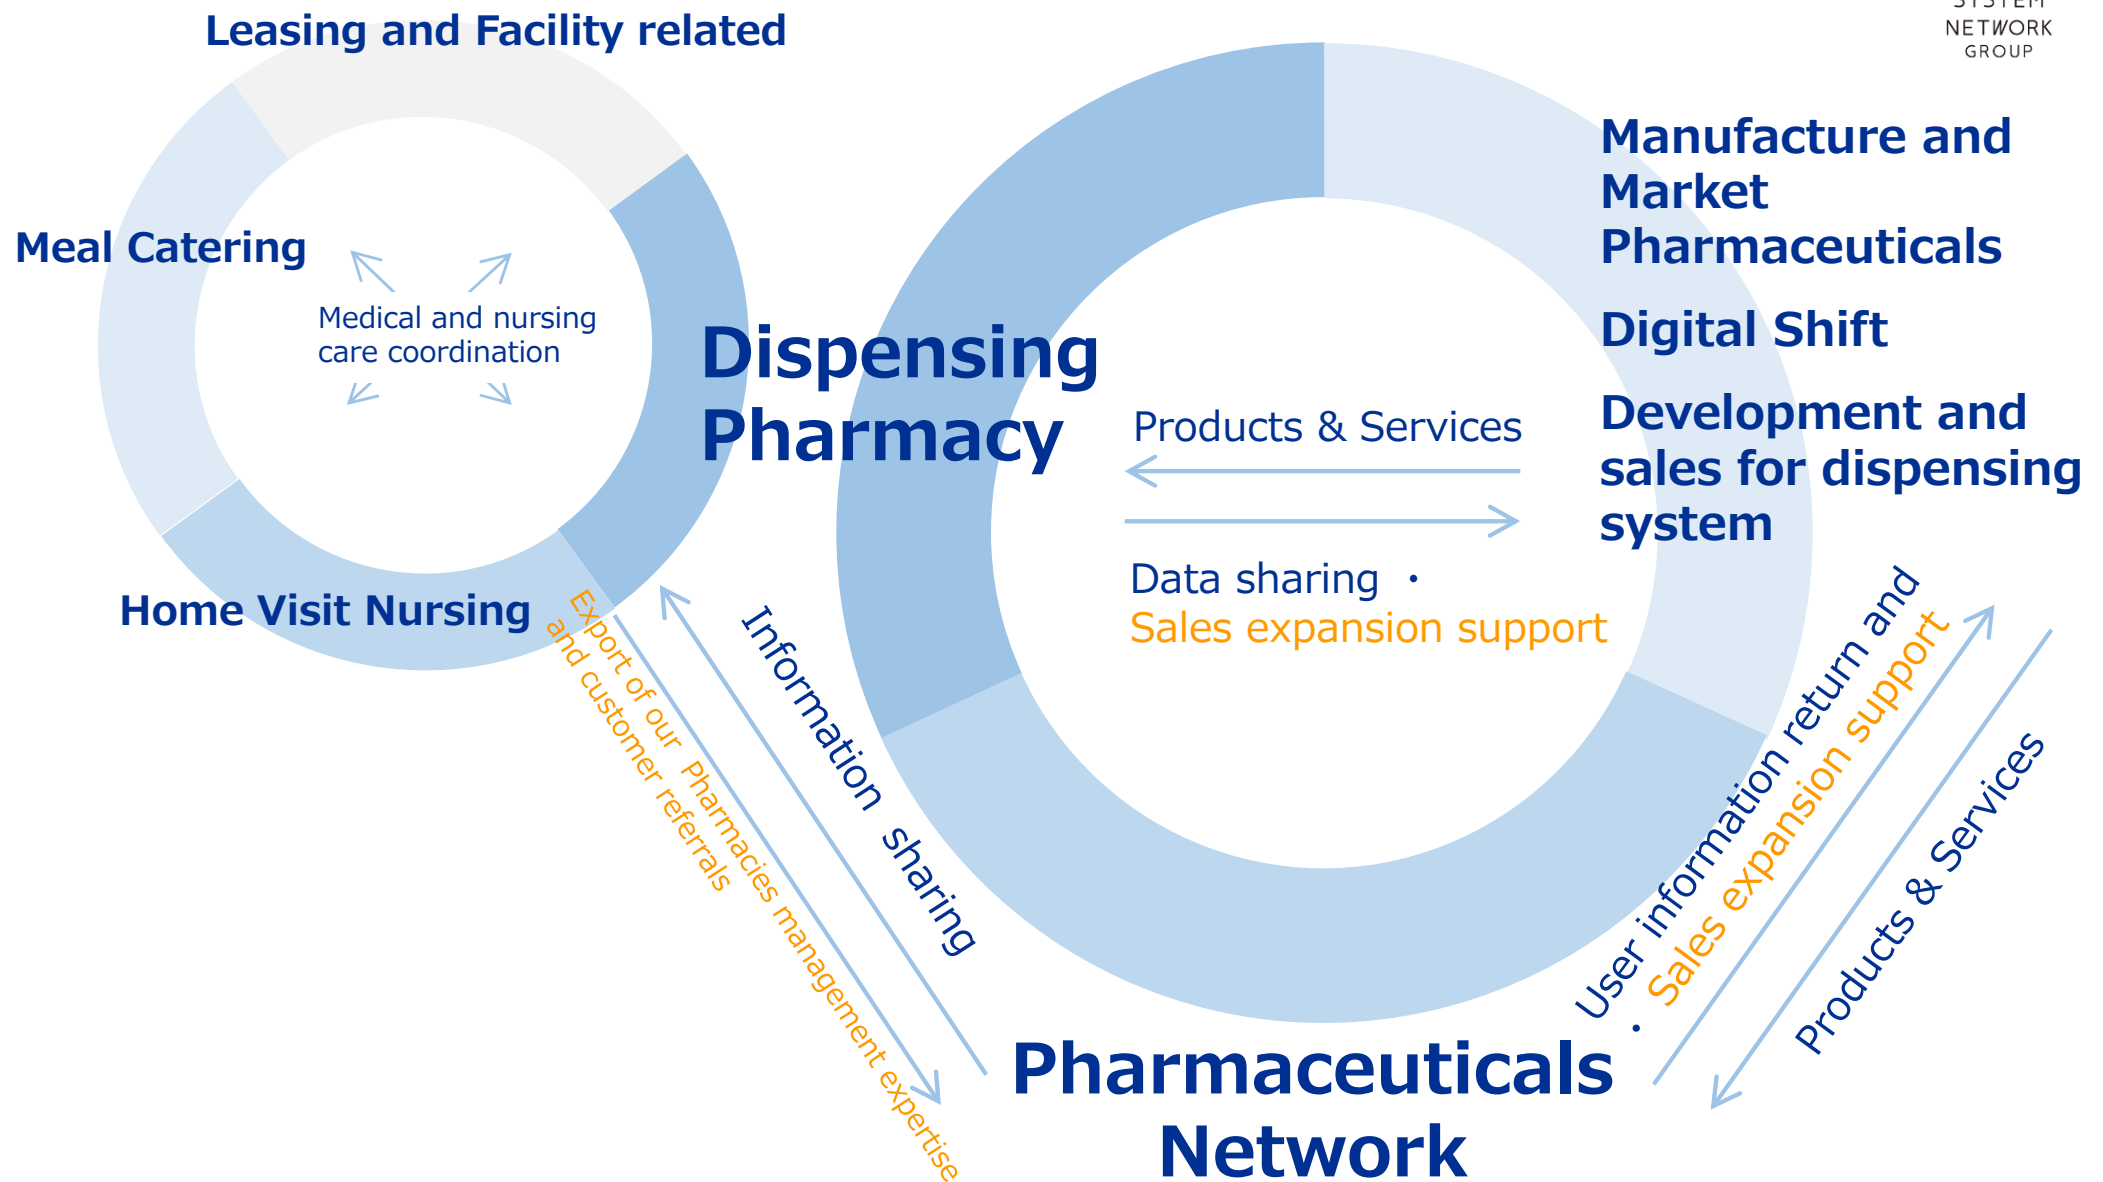 Leasing and Facility related
NETWORK
GROUP
Manufacture and
Market
Pharmaceuticals
Meal Catering
Medical and nursing
care coordination
Digital Shift
Dispensing
Pharmacy
Products & Services
Development and
sales for dispensing
system
Data sharing ・
Sales expansion support
Home Visit Nursing
Export of our Pharmacies management expertise
and customer referrals
Information sharing
User information return and
・ Sales expansion support
Products & Services
Pharmaceuticals
Network